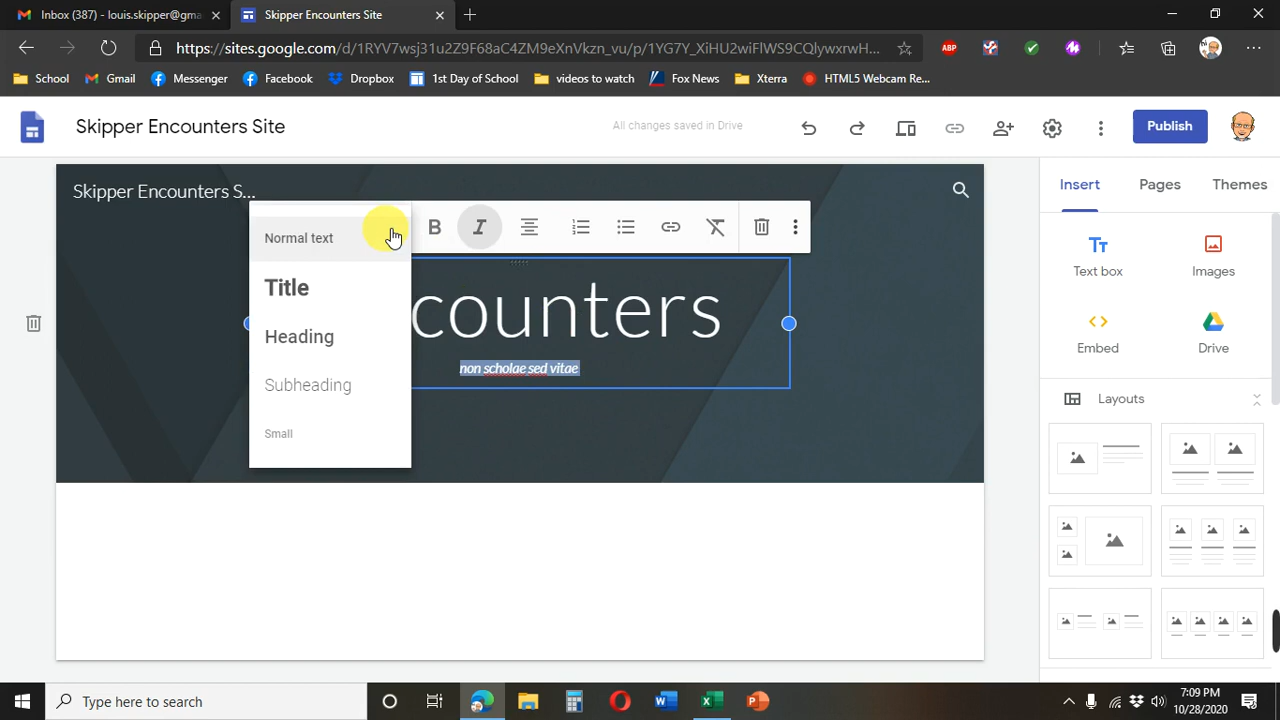 Inbox (387) - louis.skipper@gma
Skipper Encounters Site
https://sites.google.com/d/1RYV7wsj31u2Z9F68aC4ZM9eXnVkzn_vu/p/1YG7Y_XiHU2wiFlWS9CQlywxrwH...
ABP
School
Gmail
Messenger
Facebook
Dropbox
1st Day of School
videos to watch
Fox News
Xterra
HTML5 Webcam Re...
Skipper Encounters Site
All changes saved in Drive
Publish
Skipper Encounters S...
Insert
Pages
Themes
Normal text
Title
Heading
Subheading
Small
counters
non scholae sed vitae
Tt
Text box
Images
Embed
Drive
Layouts
Type here to search
7:09 PM
10/28/2020